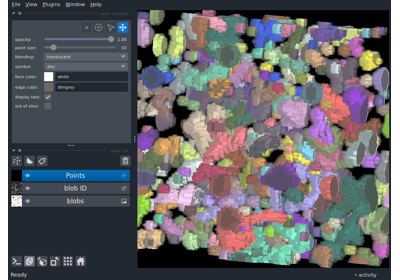 File View Plugins Window Help
opacity: 1.00
point size: 10
blending: translucent
symbol: disc
face color: white
edge color: dimgrey
display text: ✓
out of slice:
Points
blob ID
blobs
Ready
activity